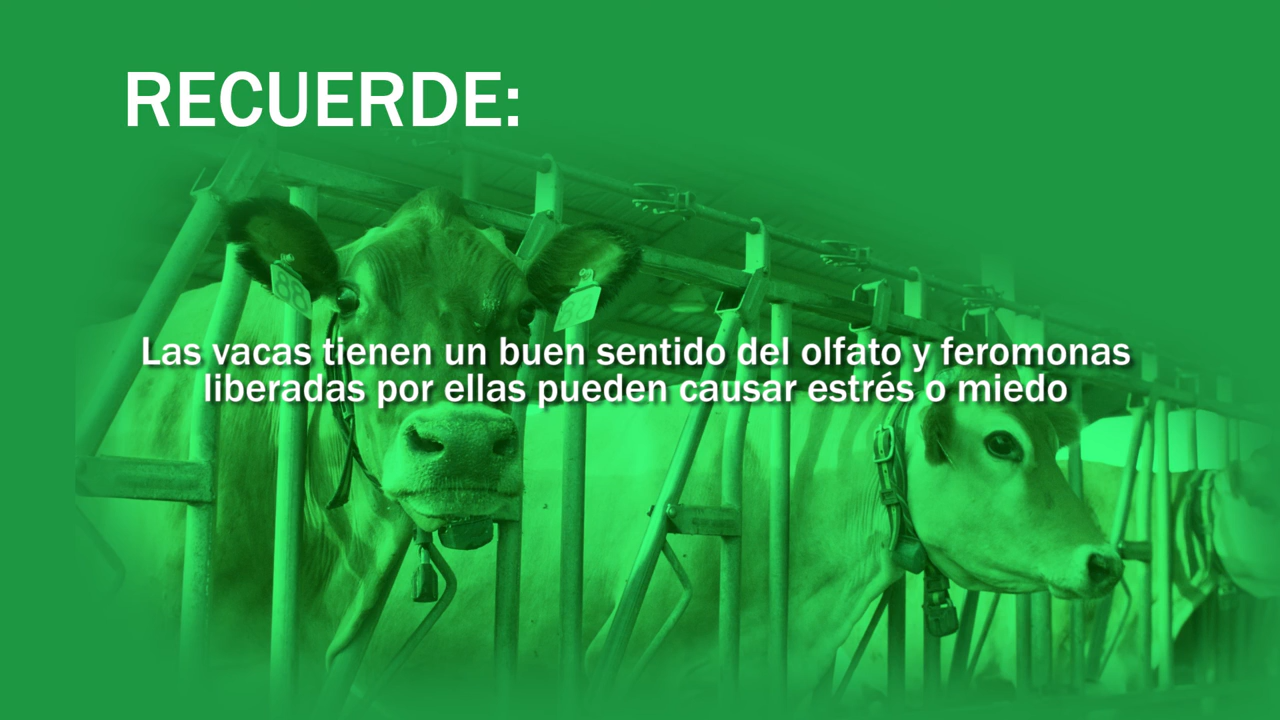 RECUERDE:
Las vacas tienen un buen sentido del olfato y feromonas
liberadas por ellas pueden causar estrés o miedo